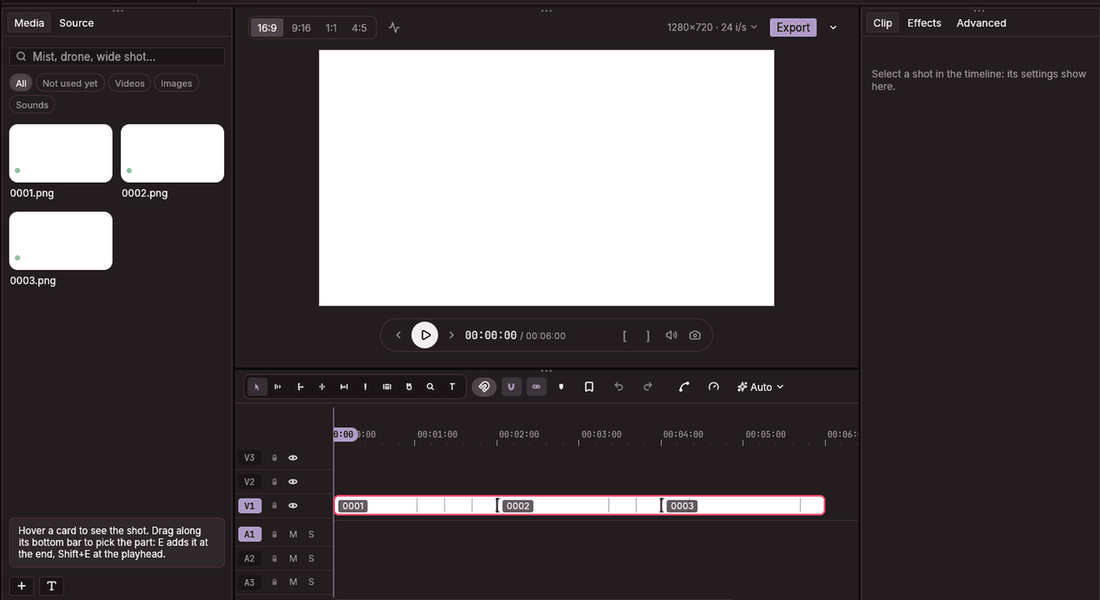 Media Source
Mist, drone, wide shot...
All Not used yet Videos Images
Sounds
0001.png 0002.png
0003.png
Hover a card to see the shot. Drag along
its bottom bar to pick the part: E adds it at
the end, Shift+E at the playhead.
T
16:9 9:16 1:1 4:5
1280×720 · 24 i/s
Export
00:00:00 / 00:06:00
[ ]
T
Auto
0:00 00:01:00 00:02:00 00:03:00 00:04:00 00:05:00 00:06:
V3
V2
V1 0001 0002 0003
A1 M S
A2 M S
A3 M S
Clip Effects Advanced
Select a shot in the timeline: its settings show
here.